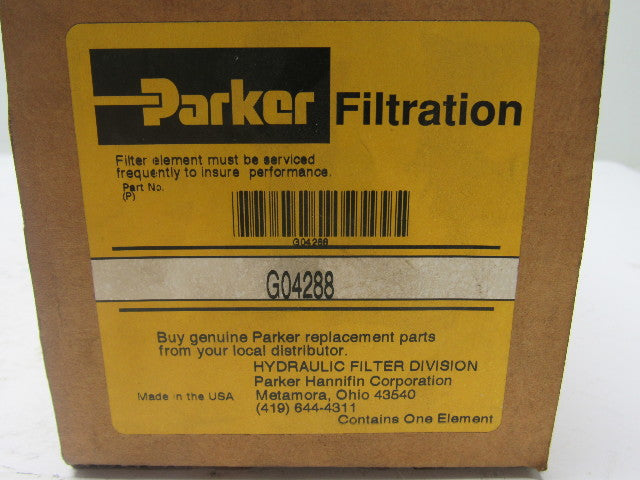 Parker Filtration
Filter element must be serviced
frequently to insure performance.
Part No.
(P)
G04288
G04288
Buy genuine Parker replacement parts
from your local distributor.
HYDRAULIC FILTER DIVISION
Parker Hannifin Corporation
Made in the USA Metamora, Ohio 43540
(419) 644-4311
Contains One Element